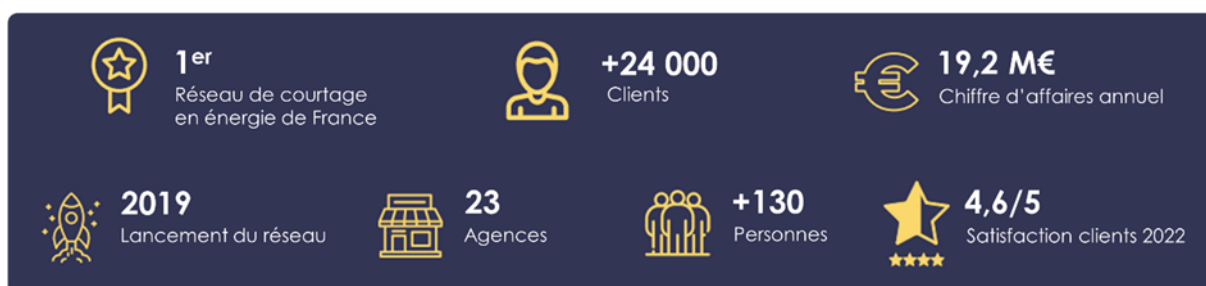 1er
Réseau de courtage
en énergie de France
+24 000
Clients
19,2 M€
Chiffre d'affaires annuel
2019
Lancement du réseau
23
Agences
+130
Personnes
4,6/5
Satisfaction clients 2022